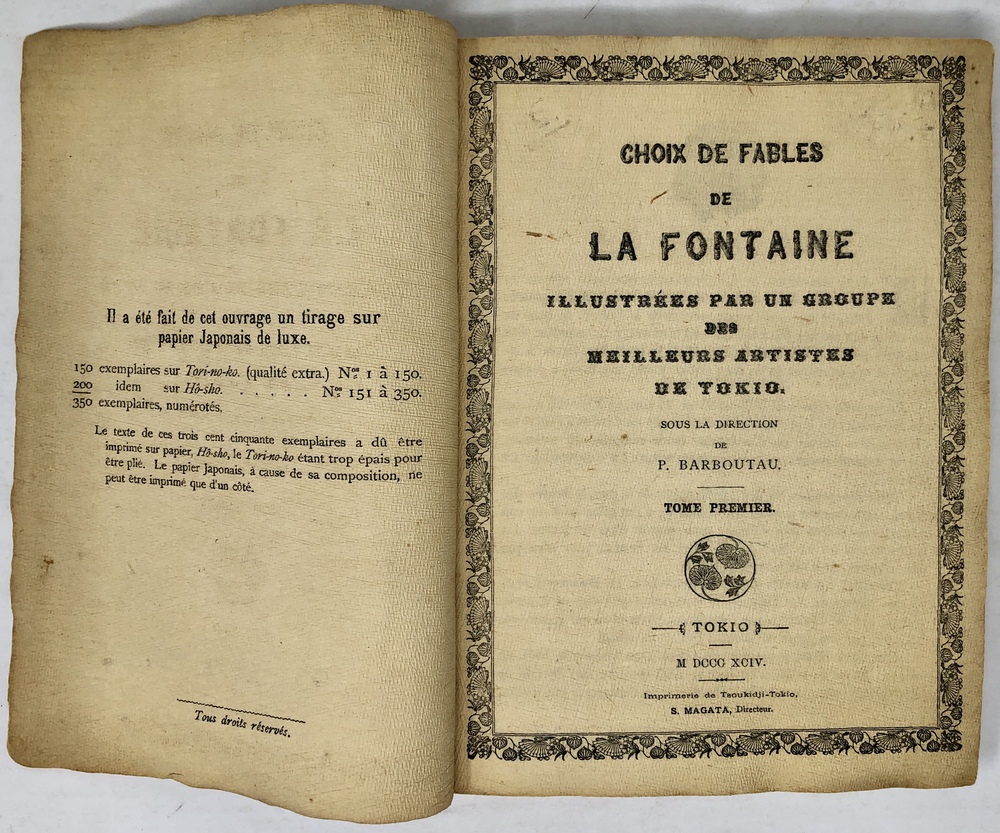 Il a été fait de cet ouvrage un tirage sur
papier Japonais de luxe.
150 exemplaires sur Tori-no-ko. (qualité extra.) Nos 1 à 150.
200 idem sur Hô-sho. . . . . . Nos 151 à 350.
350 exemplaires, numérotés.
Le texte de ces trois cent cinquante exemplaires a dû être
imprimé sur papier, Hô-sho, le Tori-no-ko étant trop épais pour
être plié. Le papier Japonais, à cause de sa composition, ne
peut être imprimé que d'un côté.
Tous droits réservés.
CHOIX DE FABLES
DE
LA FONTAINE
ILLUSTRÉES PAR UN GROUPE
DES
MEILLEURS ARTISTES
DE TOKIO.
SOUS LA DIRECTION
DE
P. BARBOUTAU.
TOME PREMIER.
TOKIO
M DCCC XCIV.
Imprimerie de Tsoukidji-Tokio,
S. MAGATA, Directeur.